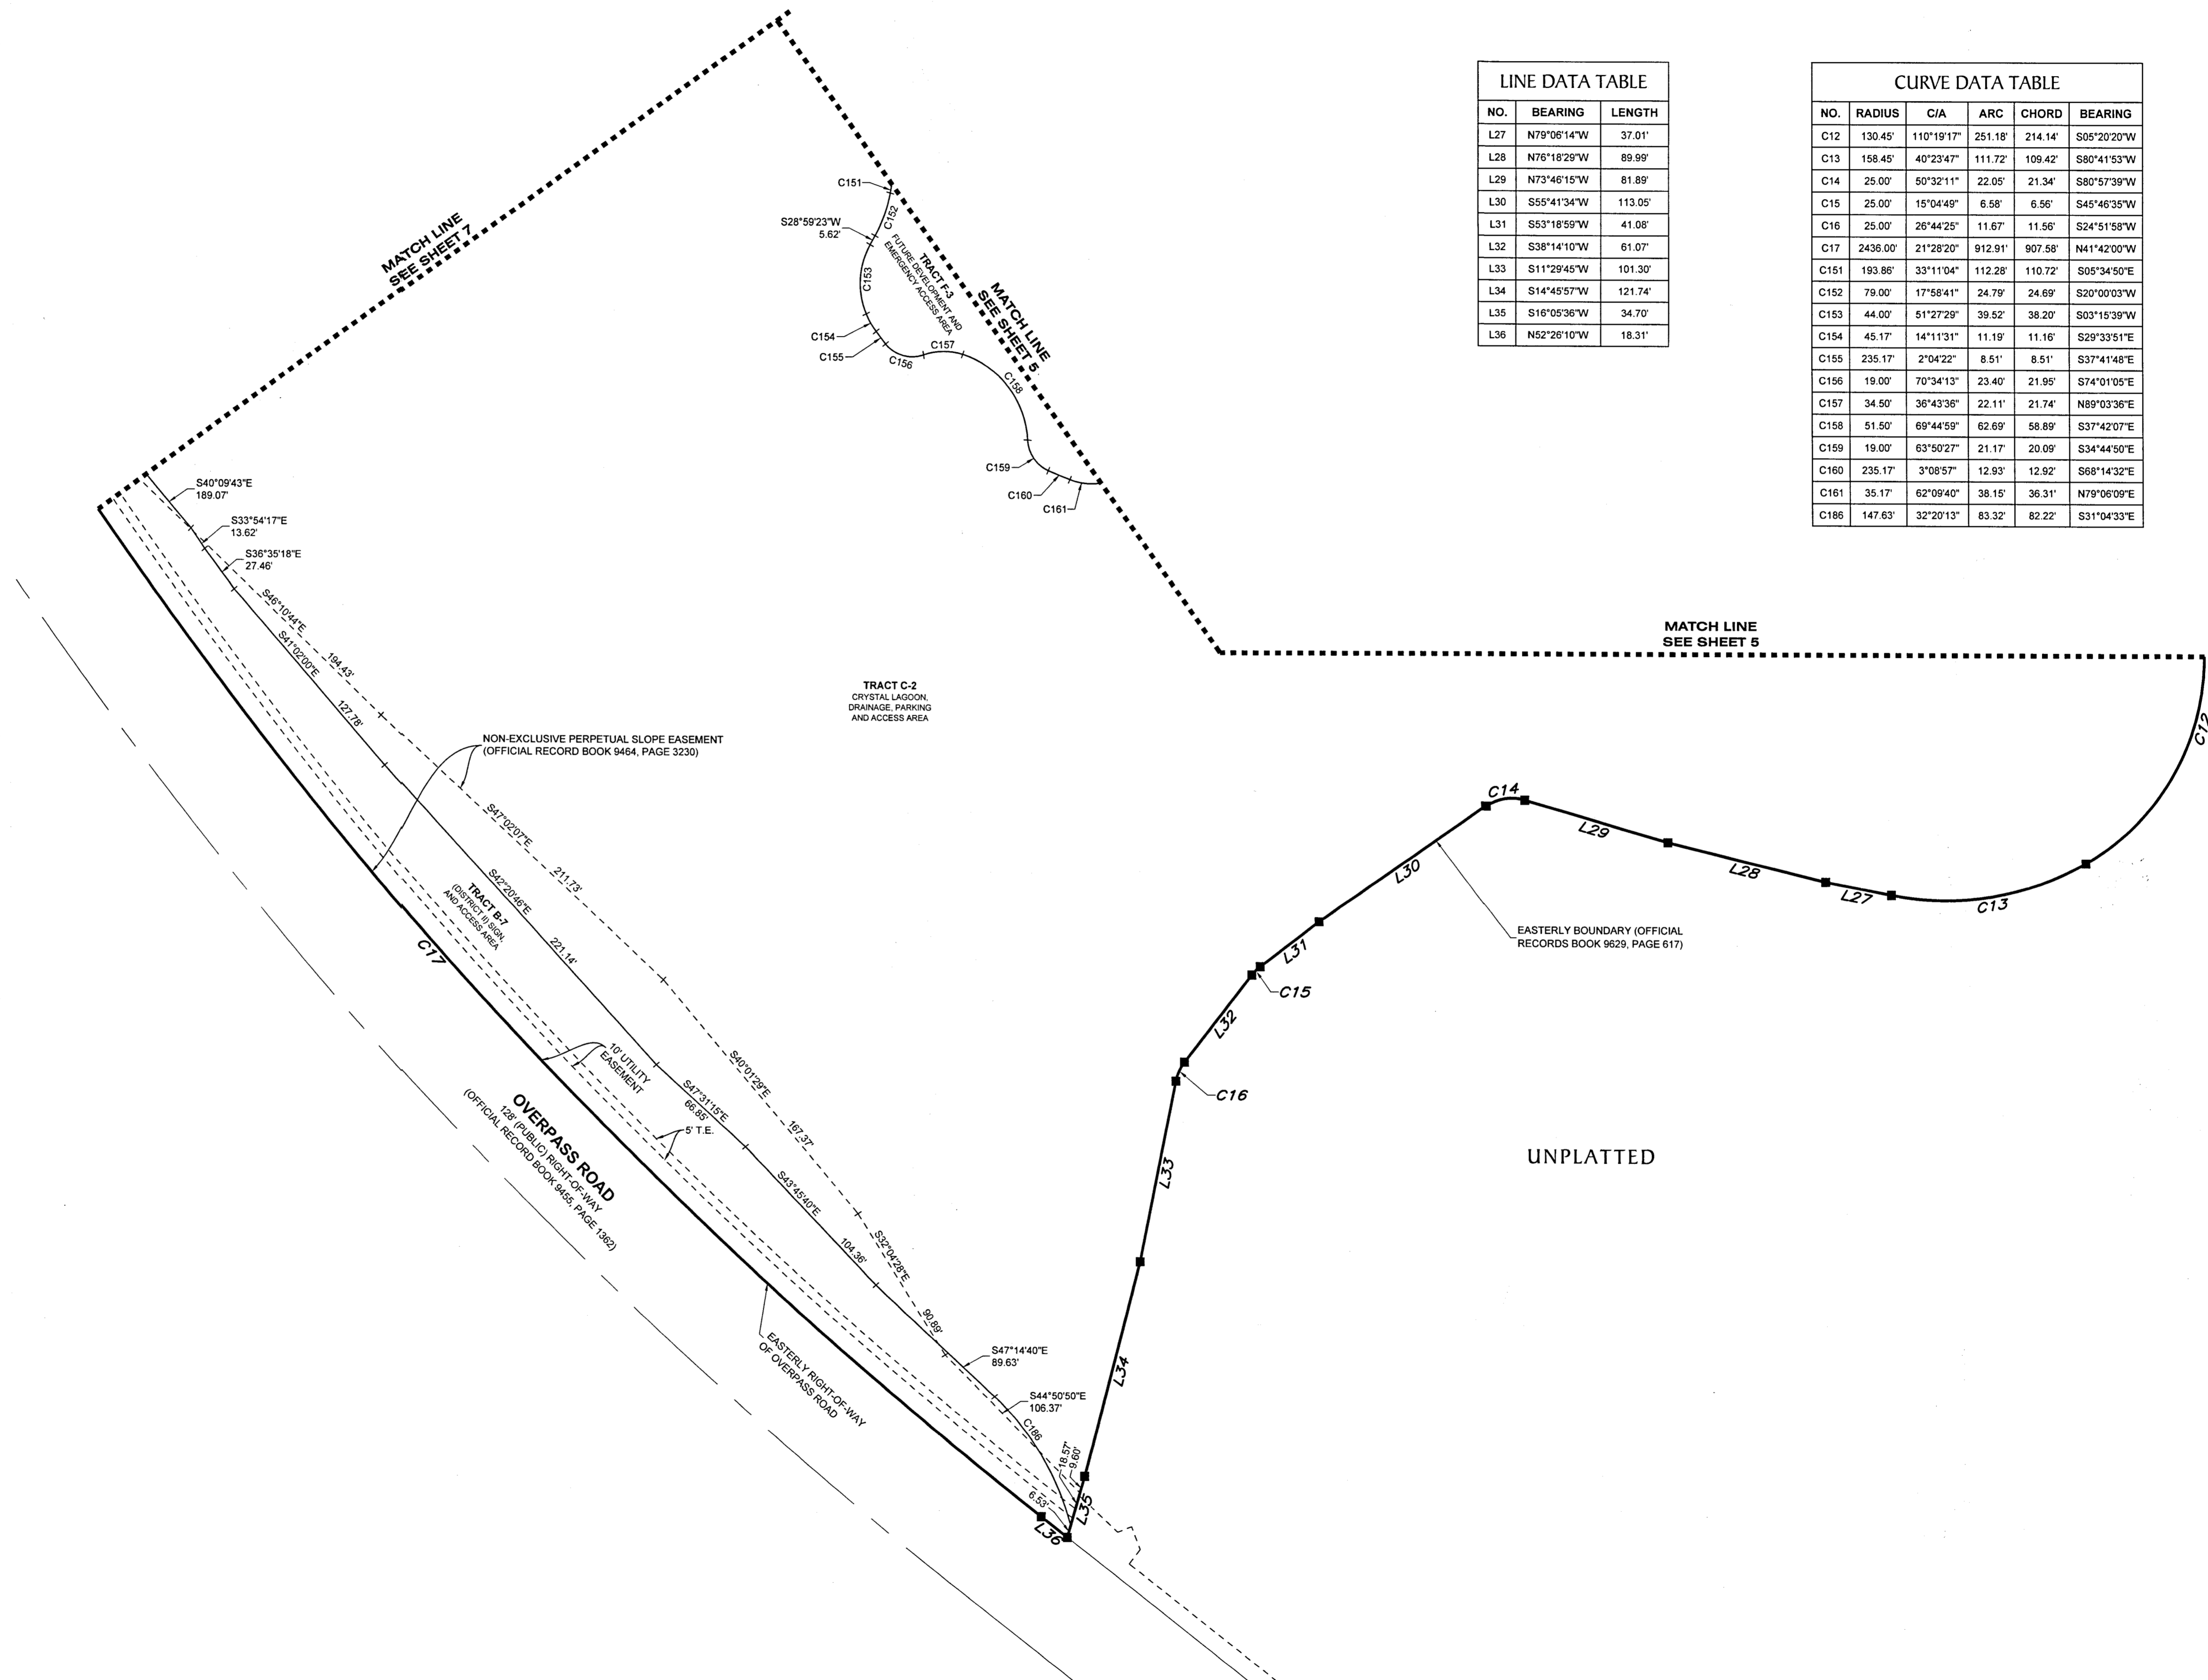 LINE DATA TABLE
NO. BEARING LENGTH
L27 N79°06'14"W 37.01'
L28 N76°18'29"W 89.99'
L29 N73°46'15"W 81.89'
L30 S55°41'34"W 113.05'
L31 S53°18'59"W 41.08'
L32 S38°14'10"W 61.07'
L33 S11°29'45"W 101.30'
L34 S14°45'57"W 121.74'
L35 S16°05'36"W 34.70'
L36 N52°26'10"W 18.31'
CURVE DATA TABLE
NO. RADIUS C/A ARC CHORD BEARING
C12 130.45' 110°19'17" 251.18' 214.14' S05°20'20"W
C13 158.45' 40°23'47" 111.72' 109.42' S80°41'53"W
C14 25.00' 50°32'11" 22.05' 21.34' S80°57'39"W
C15 25.00' 15°04'49" 6.58' 6.56' S45°46'35"W
C16 25.00' 26°44'25" 11.67' 11.56' S24°51'58"W
C17 2436.00' 21°28'20" 912.91' 907.58' N41°42'00"W
C151 193.86' 33°11'04" 112.28' 110.72' S05°34'50"E
C152 79.00' 17°58'41" 24.79' 24.69' S20°00'03"W
C153 44.00' 51°27'29" 39.52' 38.20' S03°15'39"W
C154 45.17' 14°11'31" 11.19' 11.16' S29°33'51"E
C155 235.17' 2°04'22" 8.51' 8.51' S37°41'48"E
C156 19.00' 70°34'13" 23.40' 21.95' S74°01'05"E
C157 34.50' 36°43'36" 22.11' 21.74' N89°03'36"E
C158 51.50' 69°44'59" 62.69' 58.89' S37°42'07"E
C159 19.00' 63°50'27" 21.17' 20.09' S34°44'50"E
C160 235.17' 3°08'57" 12.93' 12.92' S68°14'32"E
C161 35.17' 62°09'40" 38.15' 36.31' N79°06'09"E
C186 147.63' 32°20'13" 83.32' 82.22' S31°04'33"E
MATCH LINE
SEE SHEET 7
C151
C152
S28°59'23"W
5.62'
TRACT F-3
FUTURE DEVELOPMENT AND
EMERGENCY ACCESS AREA
C153
MATCH LINE
SEE SHEET 5
C154
C155
C156
C157
C158
C159
C160
C161
S40°09'43"E
189.07'
S33°54'17"E
13.62'
S36°35'18"E
27.46'
S46°10'44"E
194.43'
S41°02'00"E
127.78'
MATCH LINE
SEE SHEET 5
TRACT C-2
CRYSTAL LAGOON,
DRAINAGE, PARKING
AND ACCESS AREA
C12
NON-EXCLUSIVE PERPETUAL SLOPE EASEMENT
(OFFICIAL RECORD BOOK 9464, PAGE 3230)
C14
L29
L28
L27
C13
L30
EASTERLY BOUNDARY (OFFICIAL
RECORDS BOOK 9629, PAGE 617)
S47°02'07"E
211.73'
S42°20'46"E
221.14'
TRACT B-7
(DISTRICT II) SIGN,
AND ACCESS AREA
C17
L31
C15
L32
C16
10' UTILITY
EASEMENT
S47°31'15"E
66.85'
5' T.E.
S40°01'29"E
167.37'
OVERPASS ROAD
128' (PUBLIC) RIGHT-OF-WAY
(OFFICIAL RECORD BOOK 9455, PAGE 1362)
UNPLATTED
L33
S43°45'40"E
104.36'
S32°04'28"E
90.89'
S47°14'40"E
89.63'
S44°50'50"E
106.37'
EASTERLY RIGHT-OF-WAY
OF OVERPASS ROAD
L34
C186
18.57'
9.60'
6.53'
L35
L36